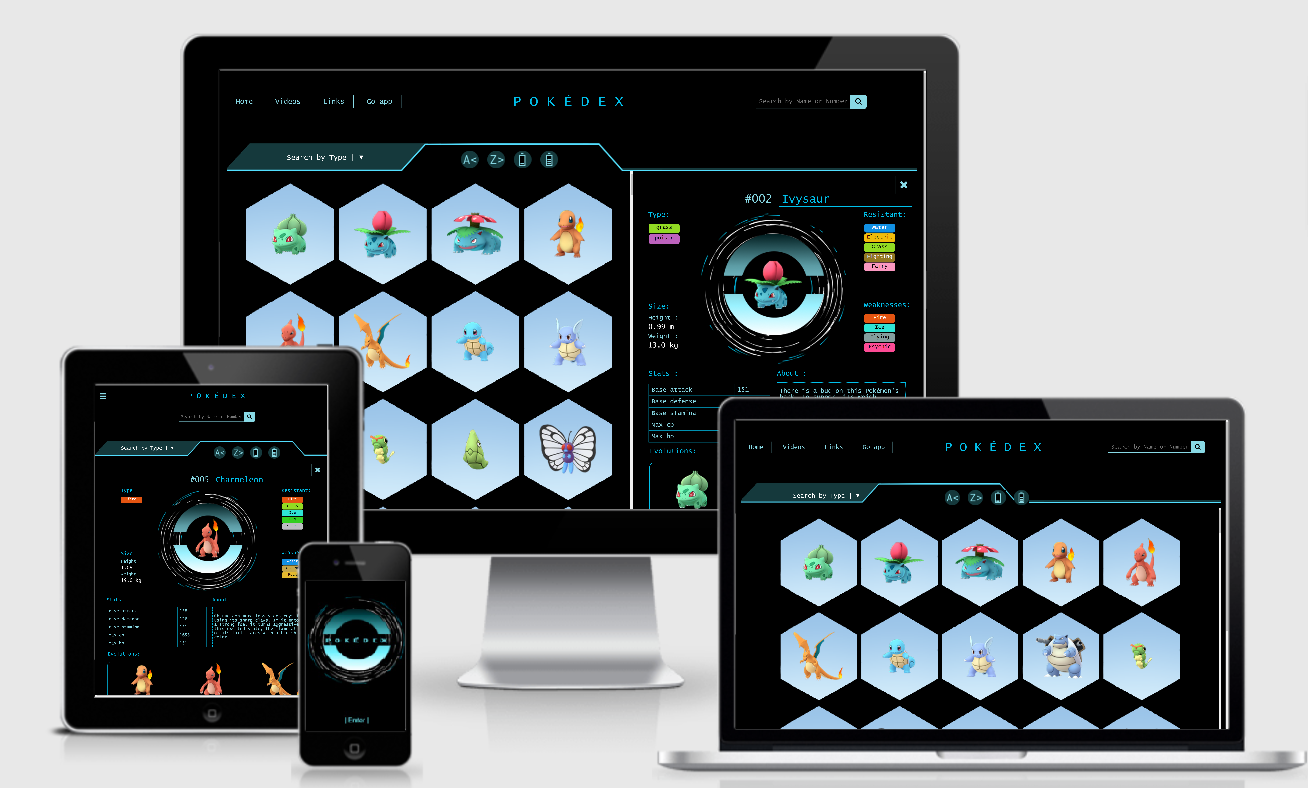 Home Videos Links Go app
POKÉDEX
Search by Name or Number
Search by Type | ▼
A< Z>
#002 Ivysaur
Type:
grass
poison
Resistant:
Water
Electric
Grass
Fighting
Fairy
Size:
Height :
0.99 m
Weight :
13.0 kg
Weaknesses:
Fire
Ice
Flying
Psychic
Stats :
Base attack 151
Base defense
Base stamina
Max cp
Max hp
About :
There is a bud on this Pokémon's
Evolutions:
POKÉDEX
Search by Name or Number
Search by Type | ▼
A< Z>
#005 Charmeleon
Type
Fire
Resistant:
Size
Height
Weight
19.0 kg
Stats
About
Evolutions:
POKÉDEX
| Enter |
Home Videos Links Go app
POKÉDEX
Search by Name or Number
Search by Type | ▼
A< Z>